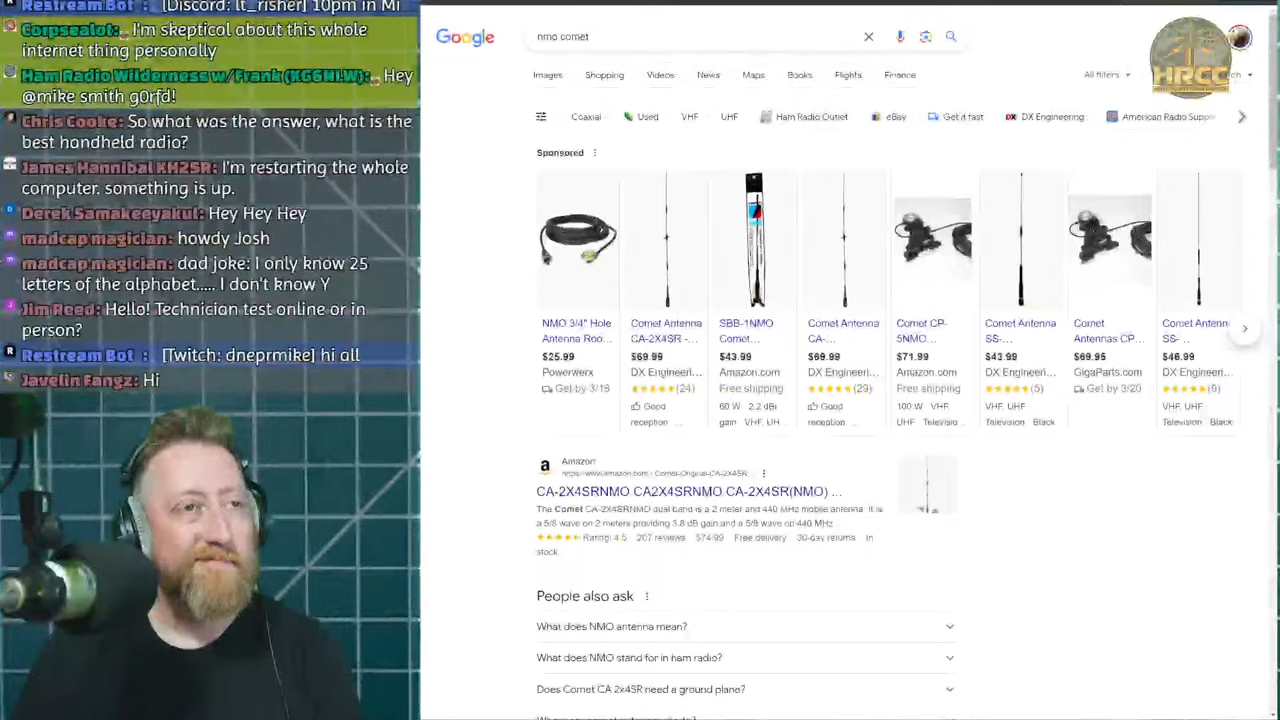 Restream Bot : [Discord: lt_risher] 10pm in Mi
Corpsealot: I'm skeptical about this whole
internet thing personally
Ham Radio Wilderness w/Frank (KG6NLW): Hey
@mike smith g0rfd!
Chris Cooke: So what was the answer, what is the
best handheld radio?
James Hannibal KH2SR: I'm restarting the whole
computer. something is up.
Derek Samakeeyakul: Hey Hey Hey
madcap magician: howdy Josh
madcap magician: dad joke: I only know 25
letters of the alphabet..... I don't know Y
Jim Reed: Hello! Technician test online or in
person?
Restream Bot : [Twitch: dneprmike] hi all
Javelin Fangz: Hi
Google
nmo comet
HRCC
Images Shopping Videos News Maps Books Flights Finance
All filters
Coaxial Used VHF UHF Ham Radio Outlet eBay Get it fast DX Engineering American Radio Supply
Sponsored
NMO 3/4" Hole
Antenna Roo...
$25.99
Powerwerx
Get by 3/18
Comet Antenna
CA-2X4SR -...
$69.99
DX Engineeri...
(24)
Good
reception ...
SBB-1NMO
Comet...
$43.99
Amazon.com
Free shipping
60 W · 2.2 dBi
gain · VHF, UH...
Comet Antenna
CA-...
$69.99
DX Engineeri...
(29)
Good
reception ...
Comet CP-
5NMO...
$71.99
Amazon.com
Free shipping
100 W · VHF,
UHF · Televisio...
Comet Antenna
SS-...
$43.99
DX Engineeri...
(5)
VHF, UHF ·
Television · Black
Comet
Antennas CP...
$69.95
GigaParts.com
Get by 3/20
Comet Antenn
SS-...
$46.99
DX Engineeri...
(9)
VHF, UHF ·
Television · Black
Amazon
https://www.amazon.com › Comet-Original-CA-2X4SR
CA-2X4SRNMO CA2X4SRNMO CA-2X4SR(NMO) ...
The Comet CA-2X4SRNMO dual band is a 2 meter and 440 MHz mobile antenna. It is
a 5/8 wave on 2 meters providing 3.8 dB gain and a 5/8 wave on 440 MHz
Rating: 4.5 · 207 reviews · $74.99 · Free delivery · 30-day returns · In
stock
People also ask
What does NMO antenna mean?
What does NMO stand for in ham radio?
Does Comet CA 2x4SR need a ground plane?